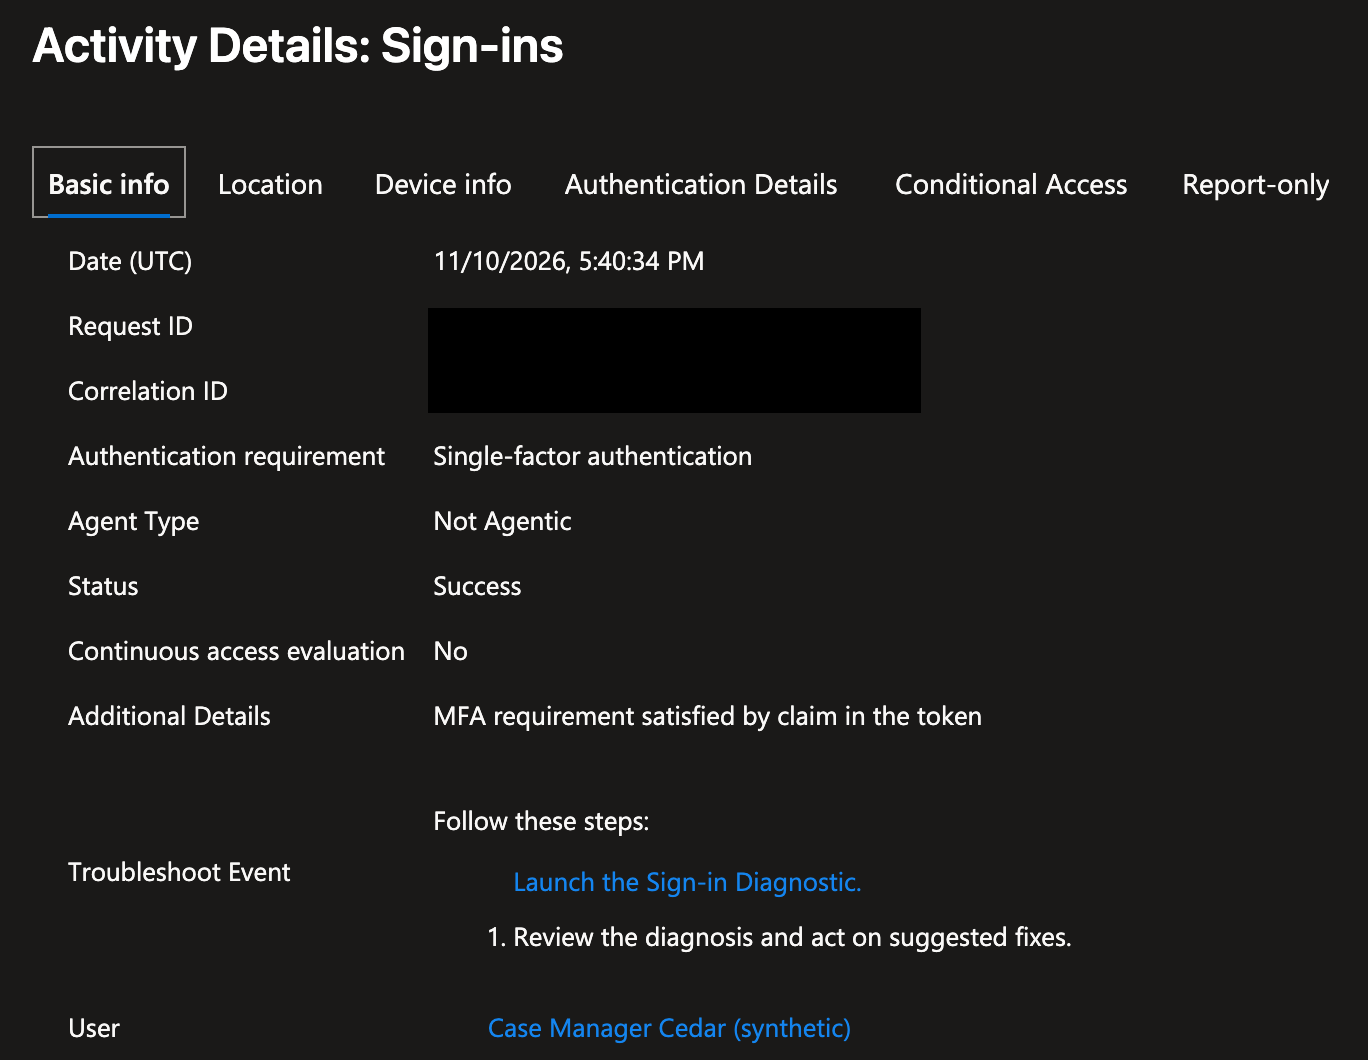 Activity Details: Sign-ins
Basic info Location Device info Authentication Details Conditional Access Report-only
Date (UTC) 11/10/2026, 5:40:34 PM
Request ID
Correlation ID
Authentication requirement Single-factor authentication
Agent Type Not Agentic
Status Success
Continuous access evaluation No
Additional Details MFA requirement satisfied by claim in the token
Follow these steps:
Troubleshoot Event
Launch the Sign-in Diagnostic.
1. Review the diagnosis and act on suggested fixes.
User Case Manager Cedar (synthetic)